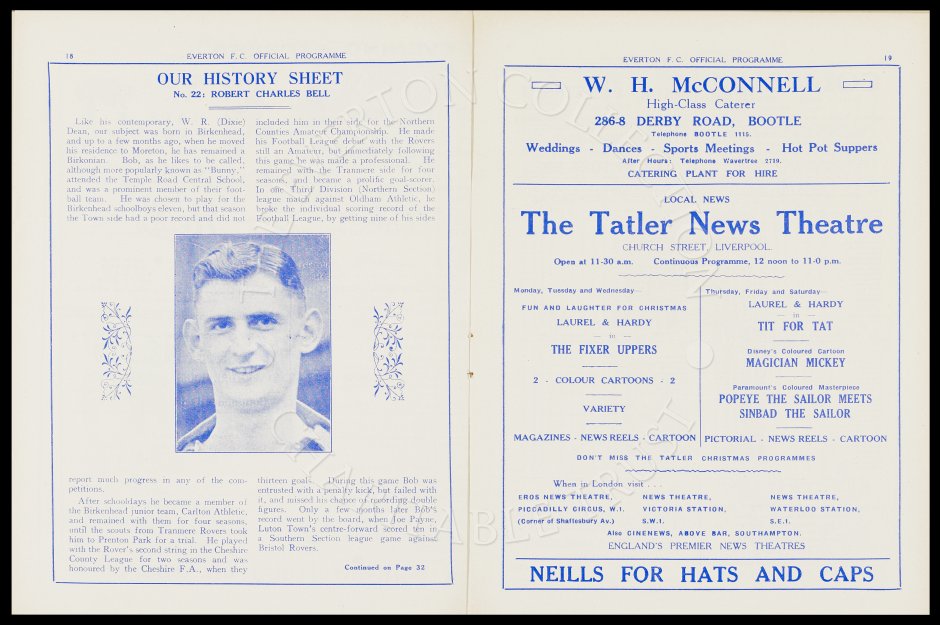 18
EVERTON F.C. OFFICIAL PROGRAMME
OUR HISTORY SHEET
No. 22: ROBERT CHARLES BELL
Like his contemporary, W. R. (Dixie)
Dean, our subject was born in Birkenhead,
and up to a few months ago, when he moved
his residence to Moreton, he has remained a
Birkonian. Bob, as he likes to be called,
although more popularly known as "Bunny,"
attended the Temple Road Central School,
and was a prominent member of their foot-
ball team. He was chosen to play for the
Birkenhead schoolboys eleven, but that season
the Town side had a poor record and did not
included him in their side for the Northern
Counties Amateur Championship. He made
his Football League debut with the Rovers
still an Amateur, but immediately following
this game he was made a professional. He
remained with the Tranmere side for four
seasons, and became a prolific goal-scorer.
In one Third Division (Northern Section)
league match against Oldham Athletic, he
broke the individual scoring record of the
Football League, by getting nine of his sides
report much progress in any of the com-
petitions.
After schooldays he became a member of
the Birkenhead junior team, Carlton Athletic,
and remained with them for four seasons,
until the scouts from Tranmere Rovers took
him to Prenton Park for a trial. He played
with the Rover's second string in the Cheshire
County League for two seasons and was
honoured by the Cheshire F.A., when they
thirteen goals. During this game Bob was
entrusted with a penalty kick, but failed with
it, and missed his chance of recording double
figures. Only a few months later Bob's
record went by the board, when Joe Payne,
Luton Town's centre-forward scored ten in
a Southern Section league game against
Bristol Rovers.
Continued on Page 32
EVERTON F.C. OFFICIAL PROGRAMME
19
W. H. McCONNELL
High-Class Caterer
286-8 DERBY ROAD, BOOTLE
Telephone BOOTLE 1115.
Weddings - Dances - Sports Meetings - Hot Pot Suppers
After Hours: Telephone Wavertree 2719.
CATERING PLANT FOR HIRE
LOCAL NEWS
The Tatler News Theatre
CHURCH STREET, LIVERPOOL.
Open at 11-30 a.m. Continuous Programme, 12 noon to 11-0 p.m.
Monday, Tuesday and Wednesday—
FUN AND LAUGHTER FOR CHRISTMAS
LAUREL & HARDY
— in —
THE FIXER UPPERS
2 - COLOUR CARTOONS - 2
VARIETY
MAGAZINES - NEWS REELS - CARTOON
Thursday, Friday and Saturday—
LAUREL & HARDY
— in —
TIT FOR TAT
Disney's Coloured Cartoon
MAGICIAN MICKEY
Paramount's Coloured Masterpiece
POPEYE THE SAILOR MEETS
SINBAD THE SAILOR
PICTORIAL - NEWS REELS - CARTOON
DON'T MISS THE TATLER CHRISTMAS PROGRAMMES
When in London visit . . .
EROS NEWS THEATRE,
PICCADILLY CIRCUS, W.1.
(Corner of Shaftesbury Av.)
NEWS THEATRE,
VICTORIA STATION,
S.W.1.
NEWS THEATRE,
WATERLOO STATION,
S.E.1.
Also CINENEWS, ABOVE BAR, SOUTHAMPTON.
ENGLAND'S PREMIER NEWS THEATRES
NEILLS FOR HATS AND CAPS